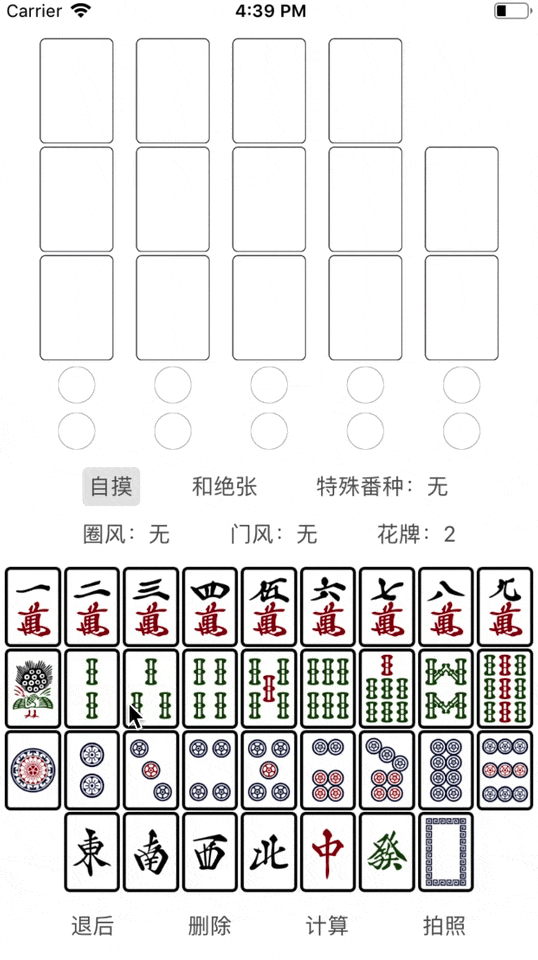 Carrier 4:39 PM
自摸 和绝张 特殊番种：无
圈风：无 门风：无 花牌：2
一萬 二萬 三萬 四萬 伍萬 六萬 七萬 八萬 九萬
東 南 西 北 中 發
退后 删除 计算 拍照